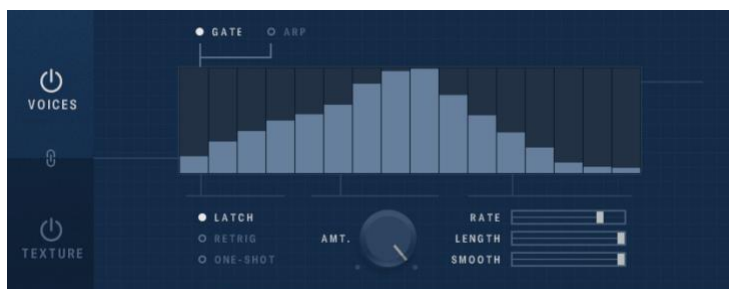 GATE ARP
VOICES
LATCH
RETRIG
ONE-SHOT
AMT.
RATE
LENGTH
SMOOTH
TEXTURE